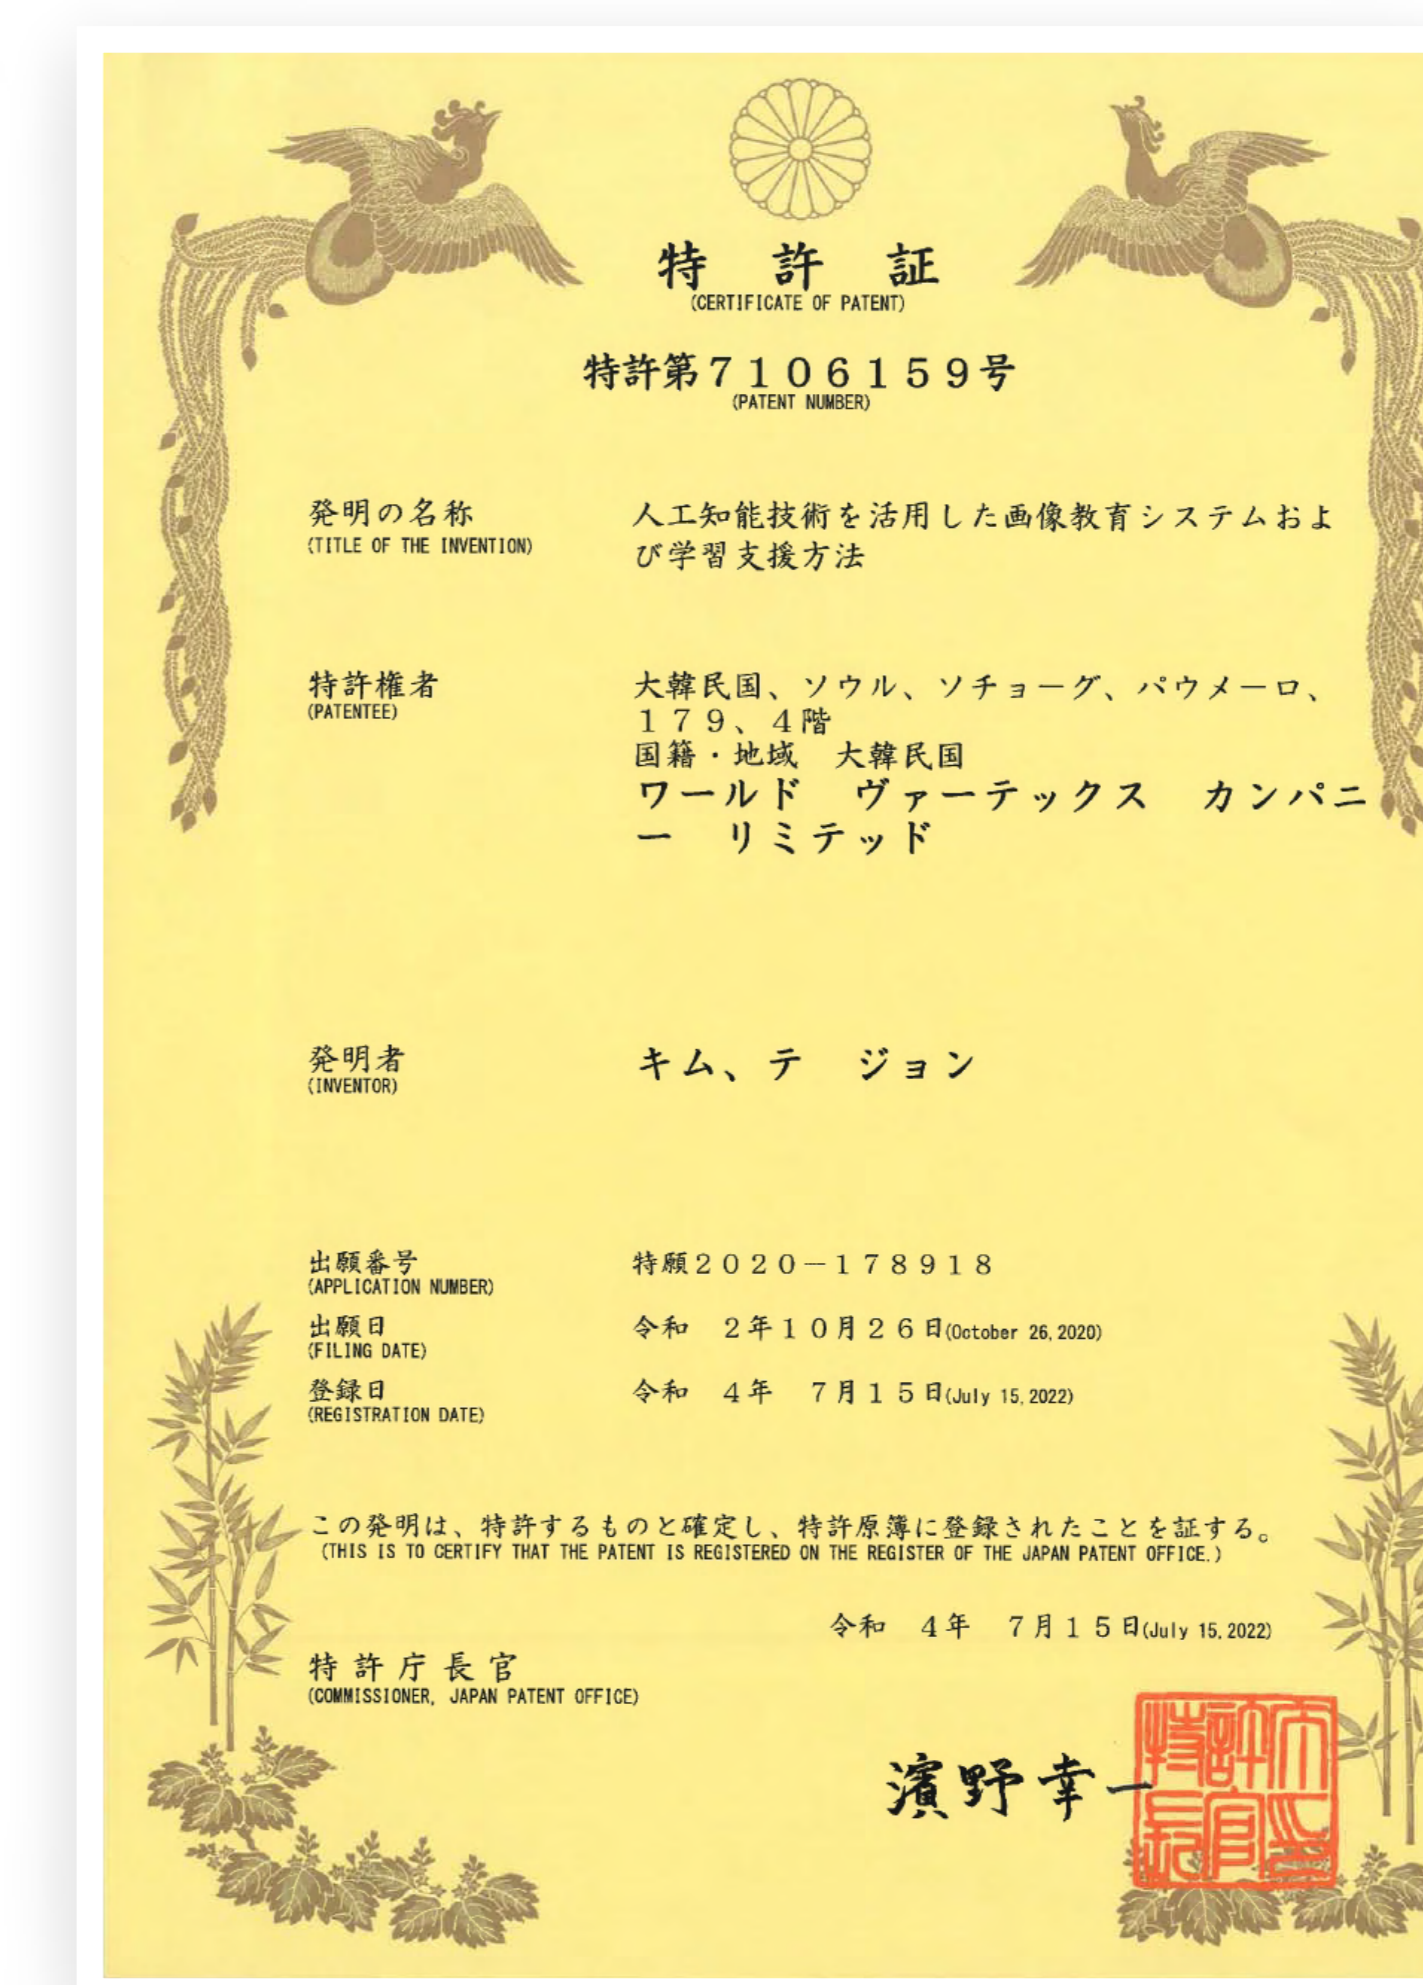 特許証
(CERTIFICATE OF PATENT)
特許第7106159号
(PATENT NUMBER)
発明の名称
(TITLE OF THE INVENTION)
人工知能技術を活用した画像教育システムおよ
び学習支援方法
特許権者
(PATENTEE)
大韓民国、ソウル、ソチョーグ、パウメーロ、
179、4階
国籍・地域　大韓民国
ワールド　ヴァーテックス　カンパニ
ー　リミテッド
発明者
(INVENTOR)
キム、テ　ジョン
出願番号
(APPLICATION NUMBER)
特願2020-178918
出願日
(FILING DATE)
令和　2年10月26日(October 26,2020)
登録日
(REGISTRATION DATE)
令和　4年　7月15日(July 15,2022)
この発明は、特許するものと確定し、特許原簿に登録されたことを証する。
(THIS IS TO CERTIFY THAT THE PATENT IS REGISTERED ON THE REGISTER OF THE JAPAN PATENT OFFICE.)
令和　4年　7月15日(July 15,2022)
特許庁長官
(COMMISSIONER, JAPAN PATENT OFFICE)
濱野幸一